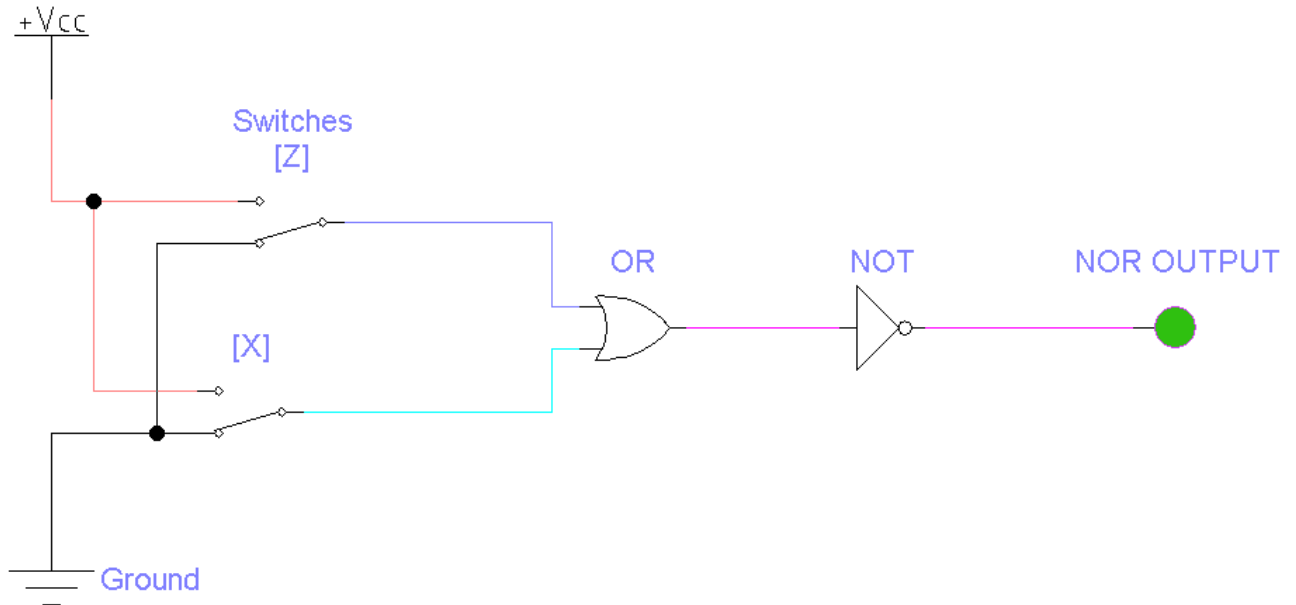 +Vcc
Switches
[Z]
OR
NOT
NOR OUTPUT
[X]
Ground